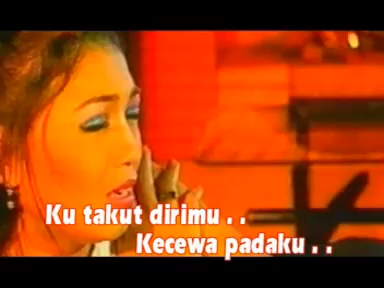 Ku takut dirimu . .
Kecewa padaku . .